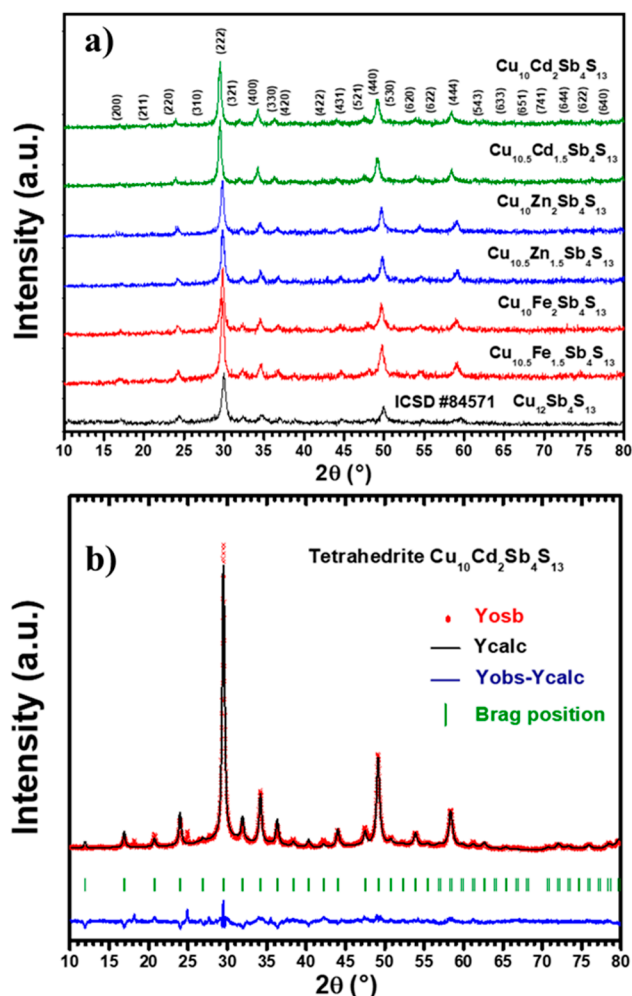 a)
(200) (211) (220) (310) (222) (321) (400) (330) (420) (422) (431) (521) (440) (530) (620) (622) (444) (543) (633) (651) (741) (644) (622) (640)
Cu10Cd2Sb4S13
Cu10.5Cd1.5Sb4S13
Cu10Zn2Sb4S13
Cu10.5Zn1.5Sb4S13
Cu10Fe2Sb4S13
Cu10.5Fe1.5Sb4S13
ICSD #84571 Cu12Sb4S13
Intensity (a.u.)
10 15 20 25 30 35 40 45 50 55 60 65 70 75 80
2θ (°)
b)
Tetrahedrite Cu10Cd2Sb4S13
Yosb
Ycalc
Yobs-Ycalc
Brag position
Intensity (a.u.)
10 15 20 25 30 35 40 45 50 55 60 65 70 75 80
2θ (°)